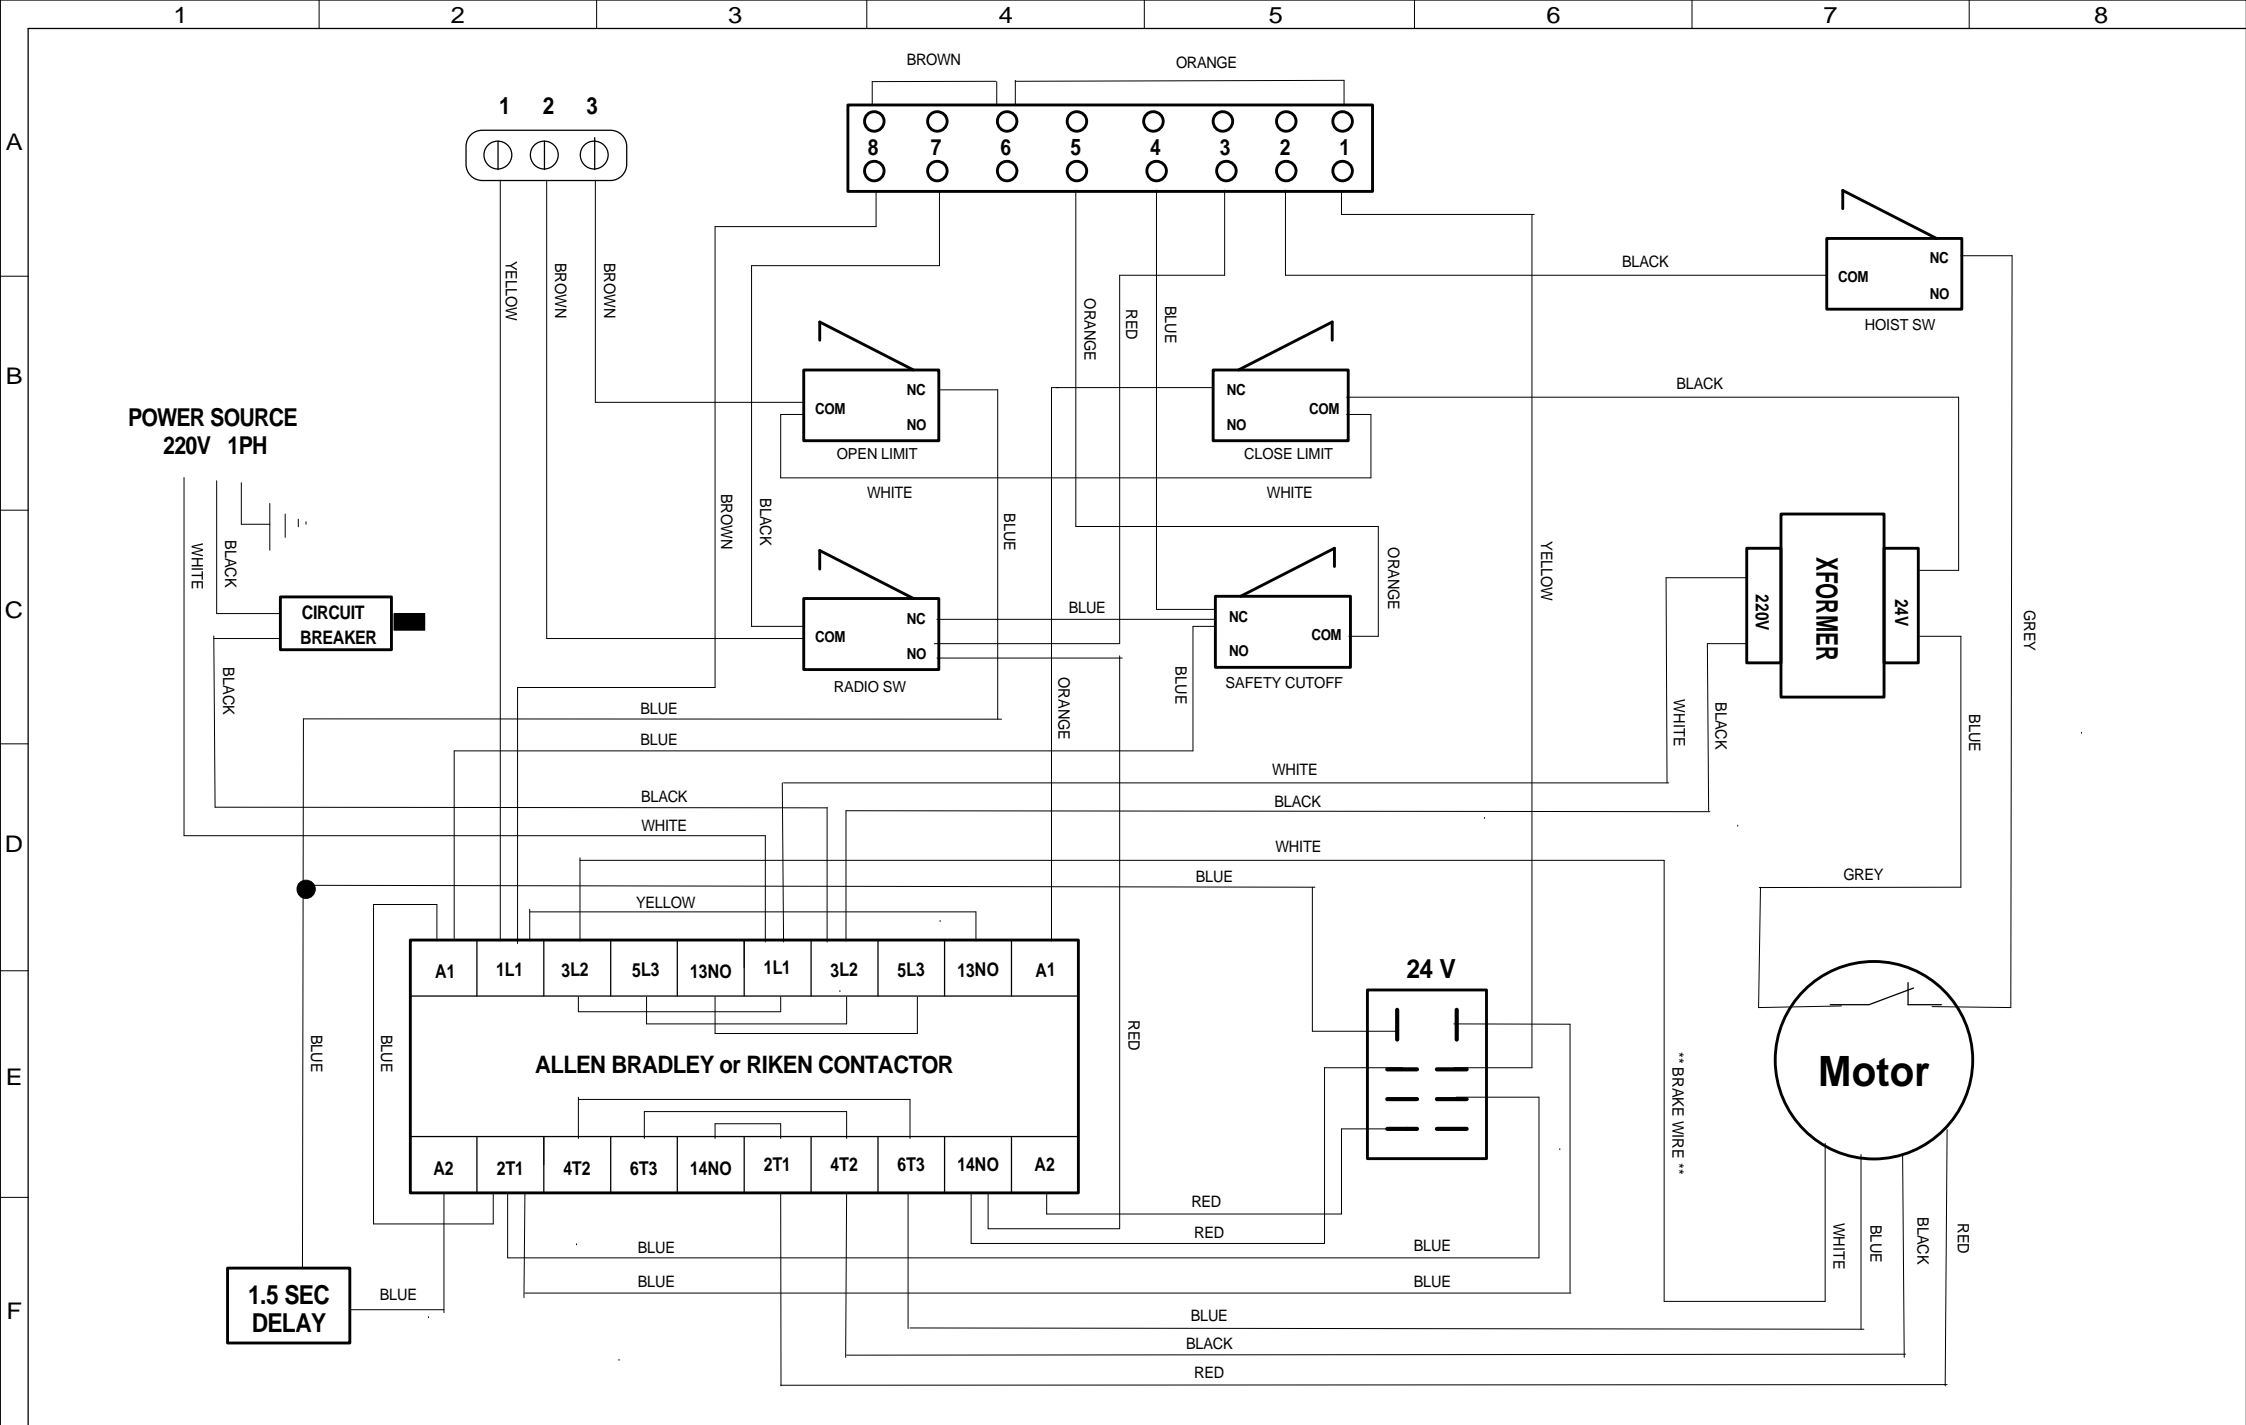 1 2 3 4 5 6 7 8
A
B
C
D
E
F
BROWN
ORANGE
1 2 3
8 7 6 5 4 3 2 1
YELLOW
BROWN
BROWN
ORANGE
RED
BLUE
BLACK
COM
NC
NO
HOIST SW
COM
NC
NO
OPEN LIMIT
NC
NO
COM
CLOSE LIMIT
BLACK
WHITE
WHITE
POWER SOURCE
220V 1PH
WHITE
BLACK
CIRCUIT
BREAKER
BLACK
BROWN
BLACK
BLUE
COM
NC
NO
RADIO SW
BLUE
NC
NO
COM
SAFETY CUTOFF
ORANGE
YELLOW
220V
XFORMER
24V
GREY
BLUE
ORANGE
BLUE
WHITE
BLACK
BLUE
BLUE
BLACK
WHITE
WHITE
BLACK
WHITE
BLUE
GREY
YELLOW
A1 1L1 3L2 5L3 13NO 1L1 3L2 5L3 13NO A1
ALLEN BRADLEY or RIKEN CONTACTOR
A2 2T1 4T2 6T3 14NO 2T1 4T2 6T3 14NO A2
BLUE
BLUE
RED
24 V
** BRAKE WIRE **
Motor
WHITE
BLUE
BLACK
RED
RED
RED
BLUE
BLUE
BLUE
BLUE
1.5 SEC
DELAY
BLUE
BLUE
BLACK
RED